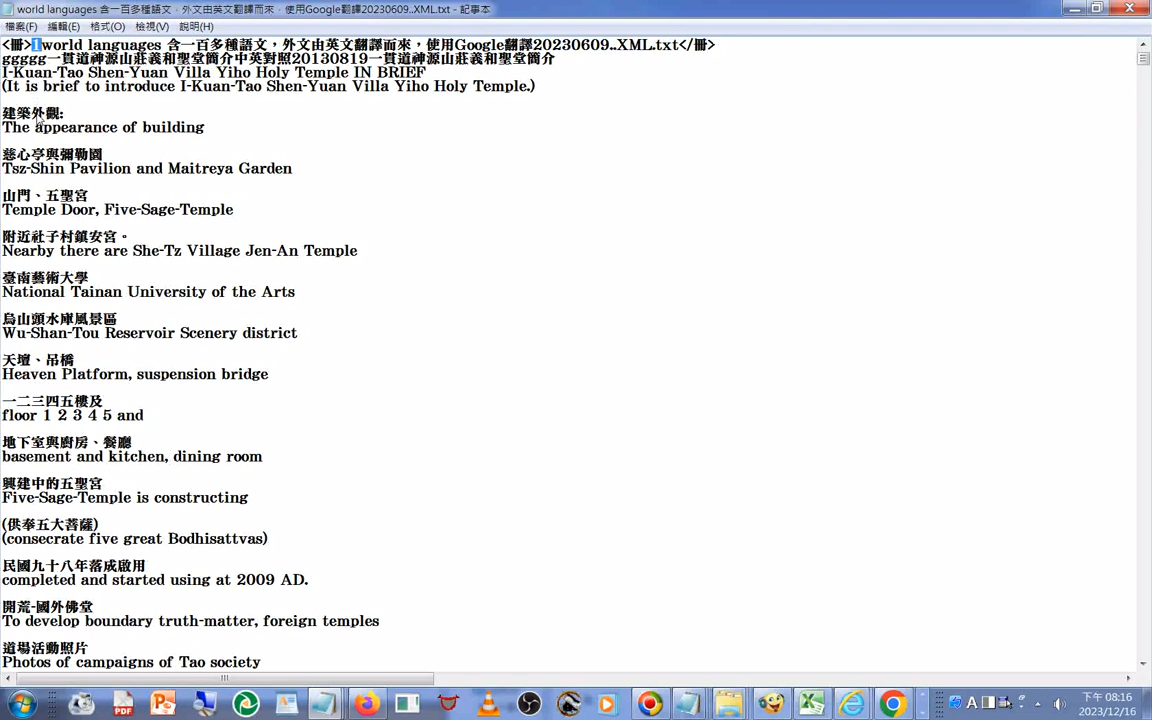 world languages 含一百多種語文，外文由英文翻譯而來，使用Google翻譯20230609..XML.txt - 記事本
檔案(F) 編輯(E) 格式(O) 檢視(V) 說明(H)
<冊>1world languages 含一百多種語文，外文由英文翻譯而來，使用Google翻譯20230609..XML.txt</冊>
ggggg一貫道神源山莊義和聖堂簡介中英對照20130819一貫道神源山莊義和聖堂簡介
I-Kuan-Tao Shen-Yuan Villa Yiho Holy Temple IN BRIEF
(It is brief to introduce I-Kuan-Tao Shen-Yuan Villa Yiho Holy Temple.)
建築外觀:
The appearance of building
慈心亭與彌勒園
Tsz-Shin Pavilion and Maitreya Garden
山門、五聖宮
Temple Door, Five-Sage-Temple
附近社子村鎮安宮。
Nearby there are She-Tz Village Jen-An Temple
臺南藝術大學
National Tainan University of the Arts
烏山頭水庫風景區
Wu-Shan-Tou Reservoir Scenery district
天壇、吊橋
Heaven Platform, suspension bridge
一二三四五樓及
floor 1 2 3 4 5 and
地下室與廚房、餐廳
basement and kitchen, dining room
興建中的五聖宮
Five-Sage-Temple is constructing
(供奉五大菩薩)
(consecrate five great Bodhisattvas)
民國九十八年落成啟用
completed and started using at 2009 AD.
開荒-國外佛堂
To develop boundary truth-matter, foreign temples
道場活動照片
Photos of campaigns of Tao society
下午 08:16
2023/12/16